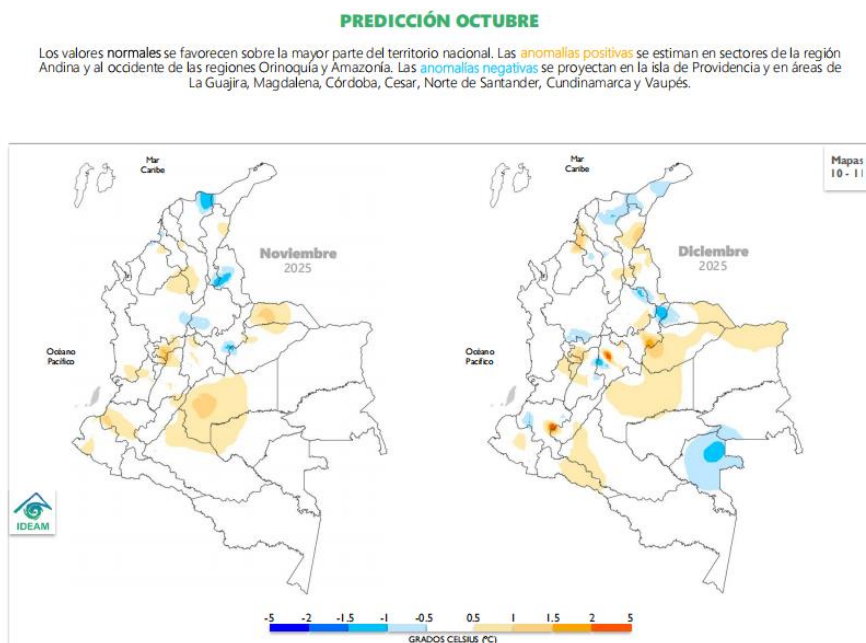 PREDICCIÓN OCTUBRE
Los valores normales se favorecen sobre la mayor parte del territorio nacional. Las anomalías positivas se estiman en sectores de la región
Andina y al occidente de las regiones Orinoquía y Amazonía. Las anomalías negativas se proyectan en la isla de Providencia y en áreas de
La Guajira, Magdalena, Córdoba, Cesar, Norte de Santander, Cundinamarca y Vaupés.
Mapas
10 - 11
Mar
Caribe
Noviembre
2025
Océano
Pacífico
Mar
Caribe
Diciembre
2025
Océano
Pacífico
IDEAM
-5 -2 -1.5 -1 -0.5 0.5 1 1.5 2 5
GRADOS CELSIUS (°C)